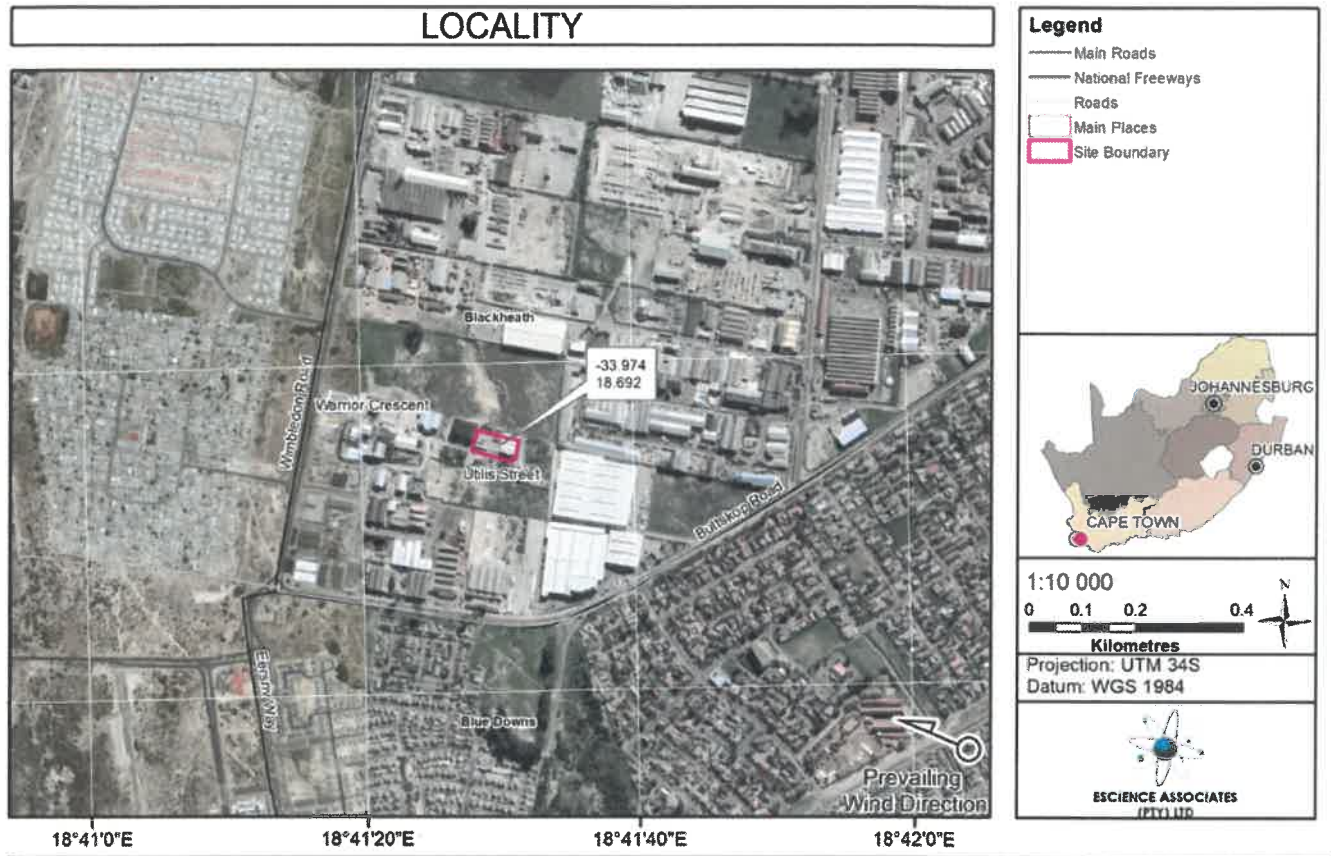 LOCALITY
Blackheath
-33.974
18.692
Wimbledon Road
Warrior Crescent
Utilis Street
Buttskop Road
Blue Downs
Prevailing
Wind Direction
18°41'0"E
18°41'20"E
18°41'40"E
18°42'0"E
Legend
Main Roads
National Freeways
Roads
Main Places
Site Boundary
JOHANNESBURG
DURBAN
CAPE TOWN
1:10 000
N
0 0.1 0.2 0.4
Kilometres
Projection: UTM 34S
Datum: WGS 1984
ESCIENCE ASSOCIATES
(PTY) LTD